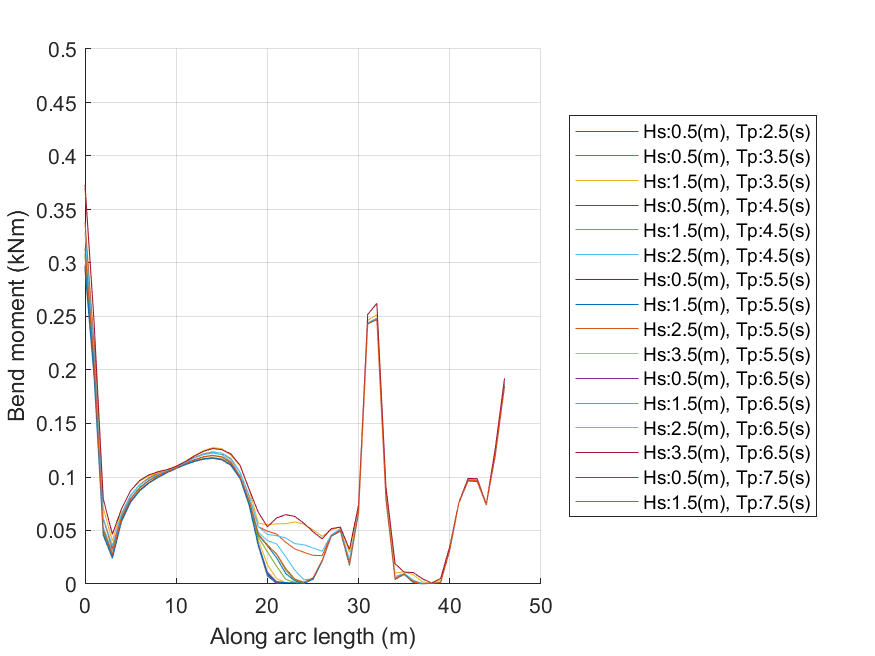 0.5
0.45
0.4
0.35
0.3
0.25
0.2
0.15
0.1
0.05
0
Bend moment (kNm)
0 10 20 30 40 50
Along arc length (m)
Hs:0.5(m), Tp:2.5(s)
Hs:0.5(m), Tp:3.5(s)
Hs:1.5(m), Tp:3.5(s)
Hs:0.5(m), Tp:4.5(s)
Hs:1.5(m), Tp:4.5(s)
Hs:2.5(m), Tp:4.5(s)
Hs:0.5(m), Tp:5.5(s)
Hs:1.5(m), Tp:5.5(s)
Hs:2.5(m), Tp:5.5(s)
Hs:3.5(m), Tp:5.5(s)
Hs:0.5(m), Tp:6.5(s)
Hs:1.5(m), Tp:6.5(s)
Hs:2.5(m), Tp:6.5(s)
Hs:3.5(m), Tp:6.5(s)
Hs:0.5(m), Tp:7.5(s)
Hs:1.5(m), Tp:7.5(s)